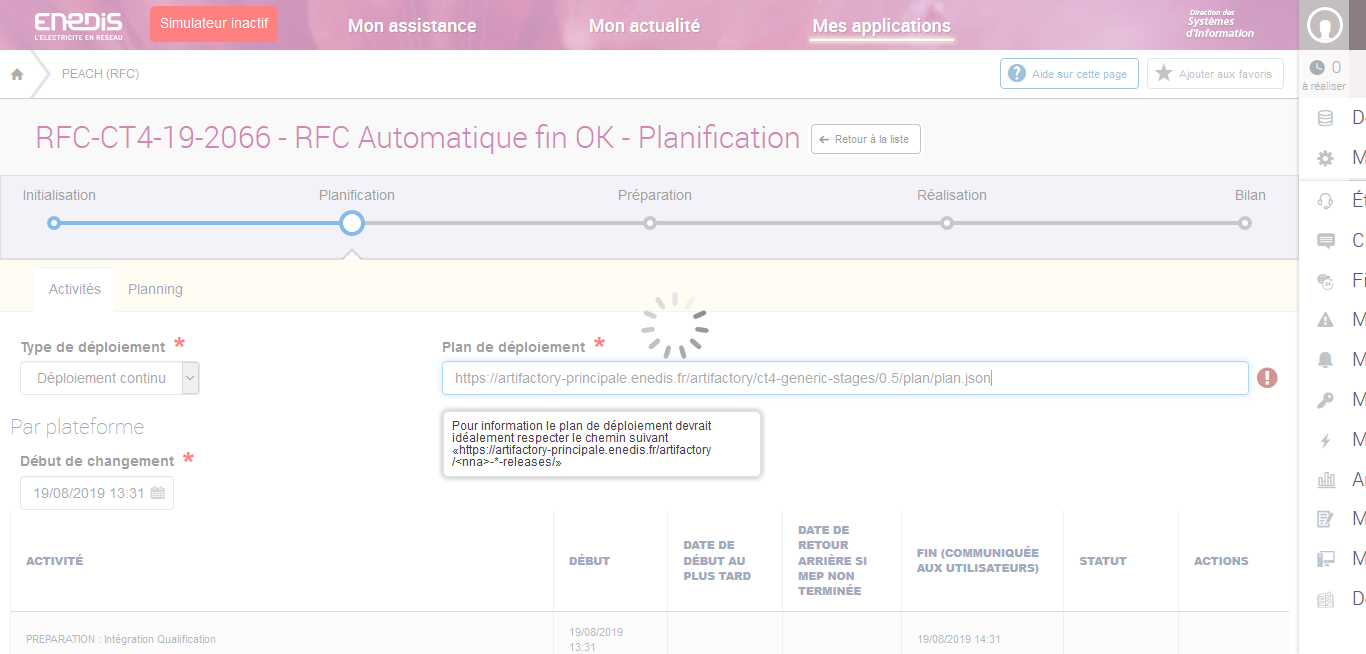 Enedis
L'ELECTRICITE EN RESEAU
Simulateur inactif
Mon assistance
Mon actualité
Mes applications
Direction des
Systèmes
d'Information
PEACH (RFC)
Aide sur cette page
Ajouter aux favoris
0
à réaliser
RFC-CT4-19-2066 - RFC Automatique fin OK - Planification
Retour à la liste
Initialisation
Planification
Préparation
Réalisation
Bilan
Activités
Planning
Type de déploiement *
Déploiement continu
Plan de déploiement *
https://artifactory-principale.enedis.fr/artifactory/ct4-generic-stages/0.5/plan/plan.json
Pour information le plan de déploiement devrait
idéalement respecter le chemin suivant
«https://artifactory-principale.enedis.fr/artifactory
/<nna>-*-releases/»
Par plateforme
Début de changement *
19/08/2019 13:31
ACTIVITÉ
DÉBUT
DATE DE
DÉBUT AU
PLUS TARD
DATE DE
RETOUR
ARRIÈRE SI
MEP NON
TERMINÉE
FIN (COMMUNIQUÉE
AUX UTILISATEURS)
STATUT
ACTIONS
PREPARATION : Intégration Qualification
19/08/2019
13:31
19/08/2019 14:31